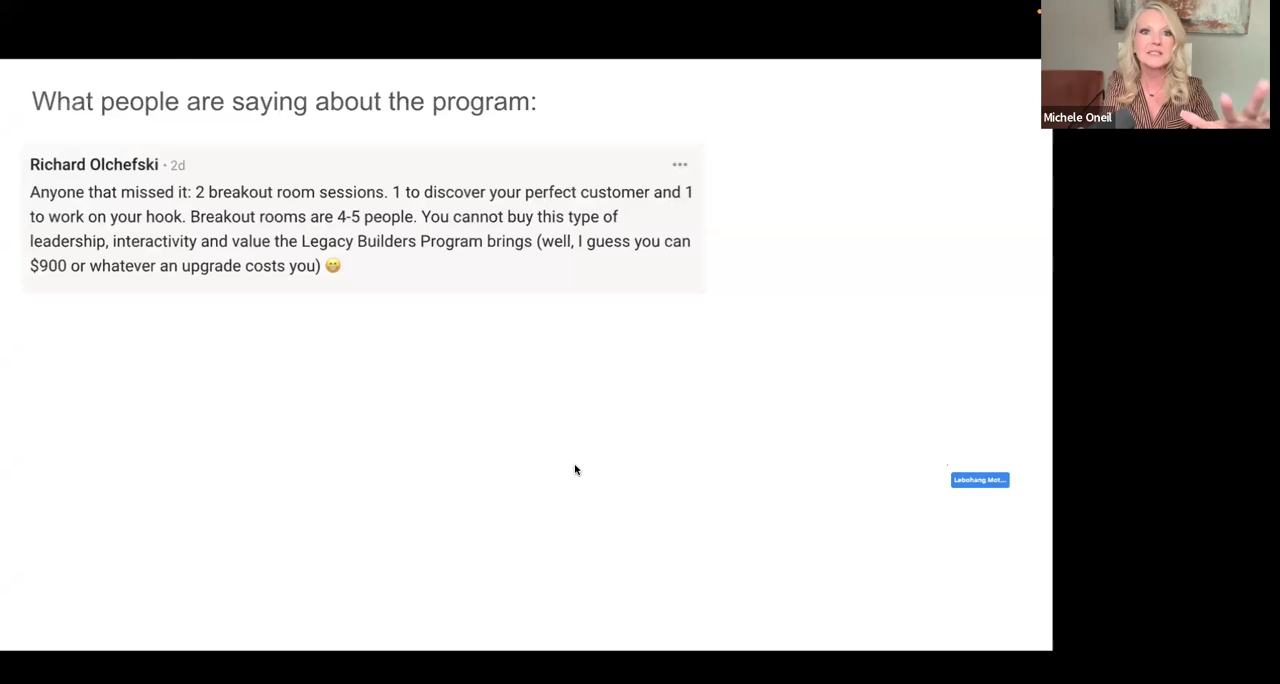 What people are saying about the program:
Richard Olchefski · 2d
Anyone that missed it: 2 breakout room sessions. 1 to discover your perfect customer and 1
to work on your hook. Breakout rooms are 4-5 people. You cannot buy this type of
leadership, interactivity and value the Legacy Builders Program brings (well, I guess you can
$900 or whatever an upgrade costs you) 😁
Michele Oneil
Lebohang Mot...